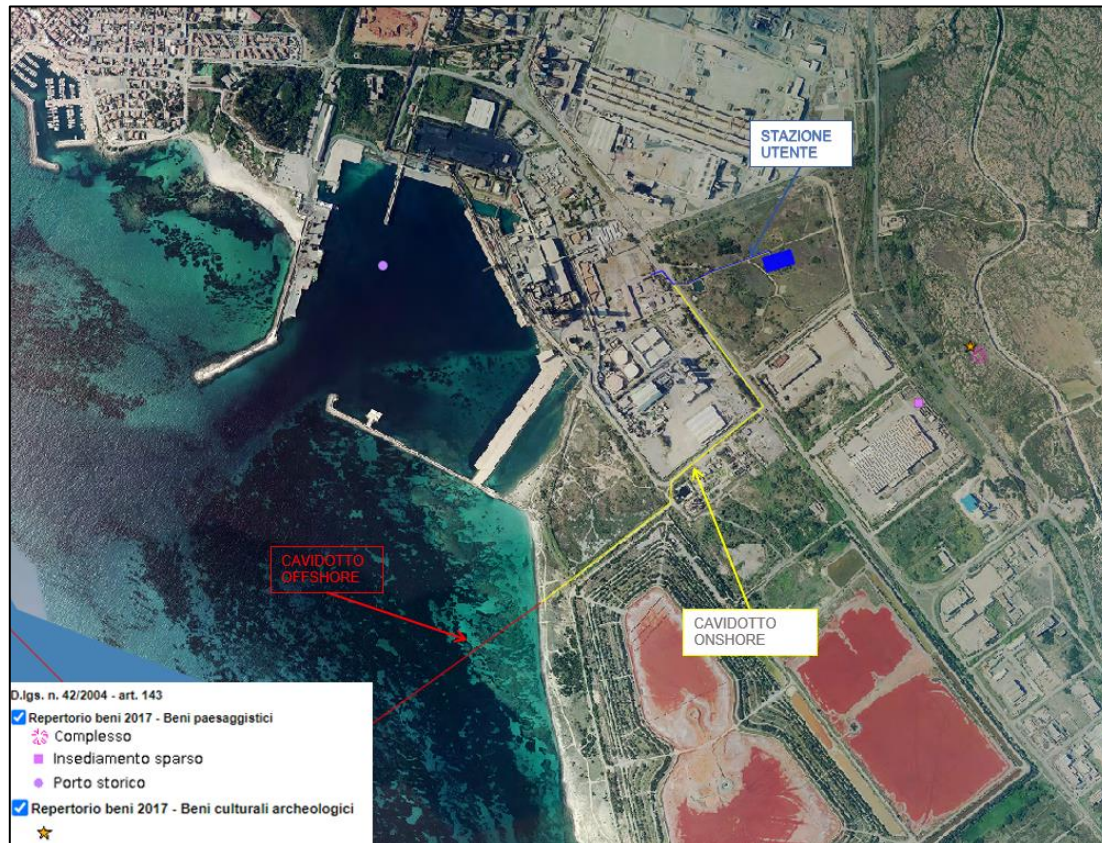 STAZIONE
UTENTE
CAVIDOTTO
OFFSHORE
CAVIDOTTO
ONSHORE
D.lgs. n. 42/2004 - art. 143
Repertorio beni 2017 - Beni paesaggistici
Complesso
Insediamento sparso
Porto storico
Repertorio beni 2017 - Beni culturali archeologici